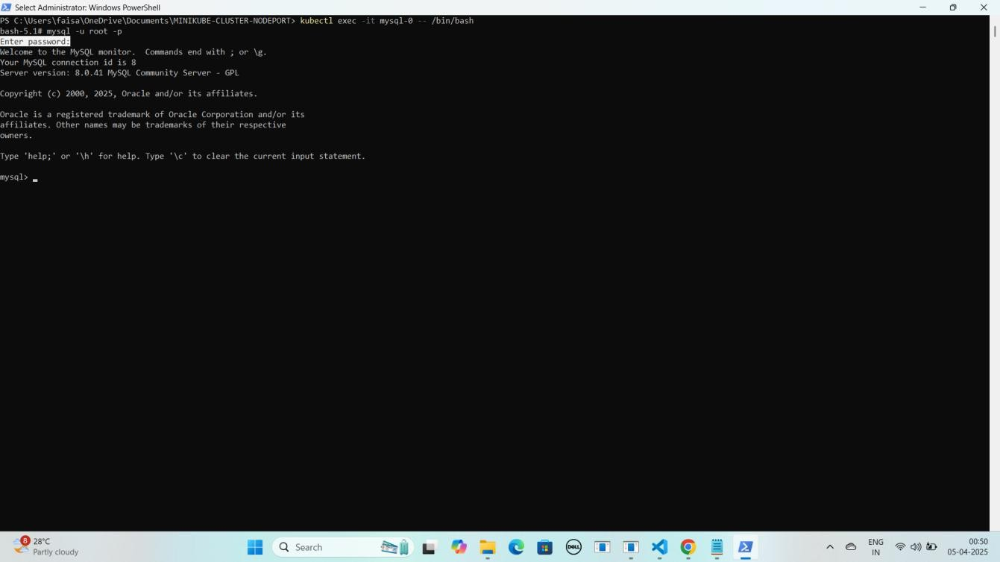 Select Administrator: Windows PowerShell
PS C:\Users\faisa\OneDrive\Documents\MINIKUBE-CLUSTER-NODEPORT> kubectl exec -it mysql-0 -- /bin/bash
bash-5.1# mysql -u root -p
Enter password:
Welcome to the MySQL monitor.  Commands end with ; or \g.
Your MySQL connection id is 8
Server version: 8.0.41 MySQL Community Server - GPL
Copyright (c) 2000, 2025, Oracle and/or its affiliates.
Oracle is a registered trademark of Oracle Corporation and/or its
affiliates. Other names may be trademarks of their respective
owners.
Type 'help;' or '\h' for help. Type '\c' to clear the current input statement.
mysql>
8
28°C
Partly cloudy
Search
DELL
ENG
IN
00:50
05-04-2025